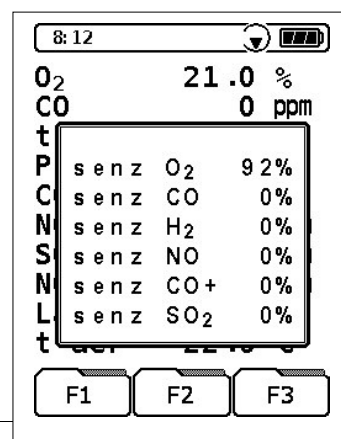 8:12
O₂ 21.0 %
CO 0 ppm
t
P
senz O₂ 92%
C
senz CO 0%
N
senz H₂ 0%
S
senz NO 0%
N
senz CO+ 0%
L
senz SO₂ 0%
t
F1 F2 F3